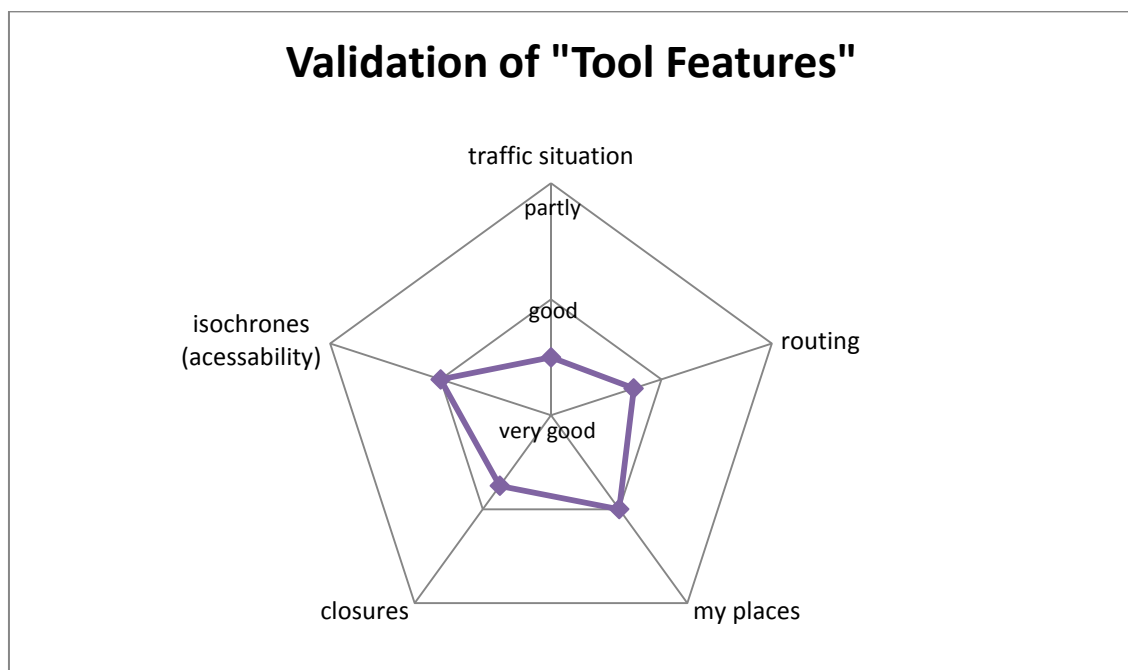 Validation of "Tool Features"
traffic situation
partly
good
isochrones
(acessability)
routing
very good
closures
my places